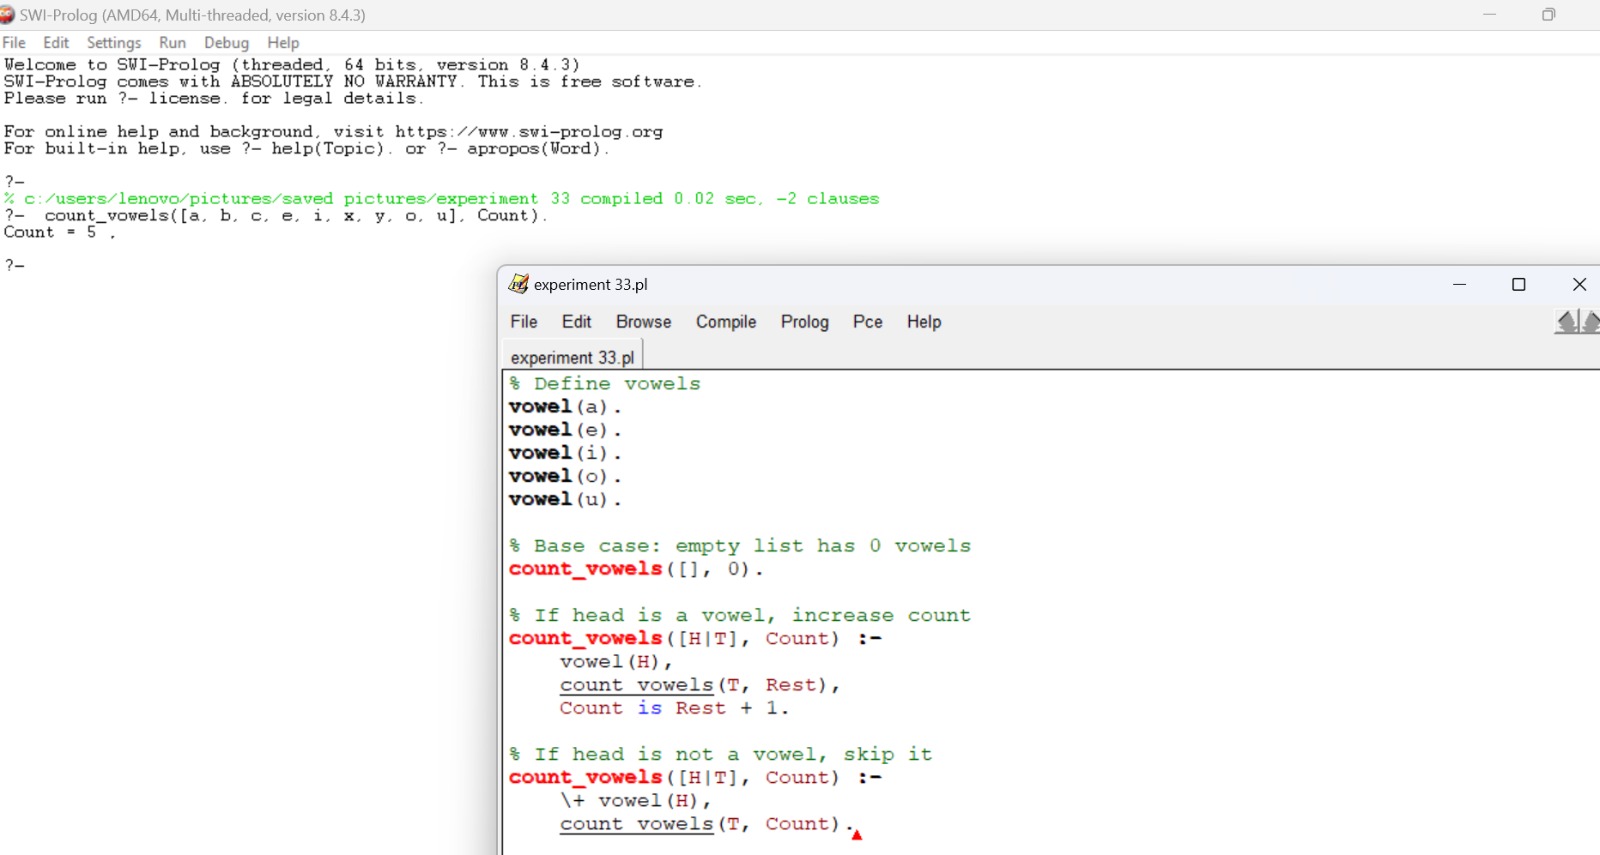 SWI-Prolog (AMD64, Multi-threaded, version 8.4.3)
File Edit Settings Run Debug Help
Welcome to SWI-Prolog (threaded, 64 bits, version 8.4.3)
SWI-Prolog comes with ABSOLUTELY NO WARRANTY. This is free software.
Please run ?- license. for legal details.
For online help and background, visit https://www.swi-prolog.org
For built-in help, use ?- help(Topic). or ?- apropos(Word).
?-
% c:/users/lenovo/pictures/saved pictures/experiment 33 compiled 0.02 sec, -2 clauses
?- count_vowels([a, b, c, e, i, x, y, o, u], Count).
Count = 5 .
?-
experiment 33.pl
File Edit Browse Compile Prolog Pce Help
experiment 33.pl
% Define vowels
vowel(a).
vowel(e).
vowel(i).
vowel(o).
vowel(u).
% Base case: empty list has 0 vowels
count_vowels([], 0).
% If head is a vowel, increase count
count_vowels([H|T], Count) :-
vowel(H),
count_vowels(T, Rest),
Count is Rest + 1.
% If head is not a vowel, skip it
count_vowels([H|T], Count) :-
\+ vowel(H),
count_vowels(T, Count).